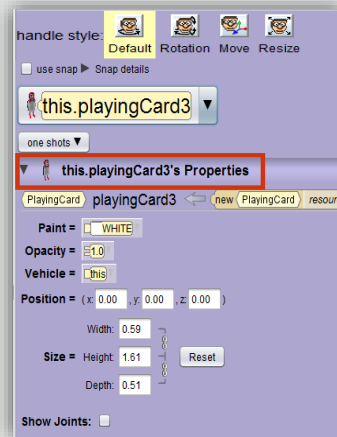 handle style:
Default Rotation Move Resize
use snap Snap details
this.playingCard3
one shots
this.playingCard3's Properties
PlayingCard playingCard3 new PlayingCard resour
Paint = WHITE
Opacity = 1.0
Vehicle = this
Position = ( x: 0.00 , y: 0.00 , z: 0.00 )
Width: 0.59
Size = Height: 1.61 Reset
Depth: 0.51
Show Joints: